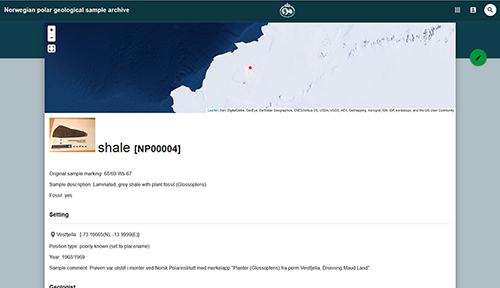 Norwegian polar geological sample archive
+
-
Leaflet | Esri, DigitalGlobe, GeoEye, Earthstar Geographics, CNES/Airbus DS, USDA, USGS, AEX, Getmapping, Aerogrid, IGN, IGP, swisstopo, and the GIS User Community
shale [NP00004]
Original sample marking: 65/69-Ws-67
Sample description: Laminated, grey shale with plant fossil (Glossopteris)
Fossil: yes
Setting
Vestfjella : [-73.16665(N), -13.9999(E)]
Position type: poorly known (set to placename)
Year: 1968/1969
Sample comment: Prøven var utstilt i monter ved Norsk Polarinstitutt med merkelapp "Planter (Glossopteris) fra perm.Vestfjella, Dronning Maud Land"
Geologist